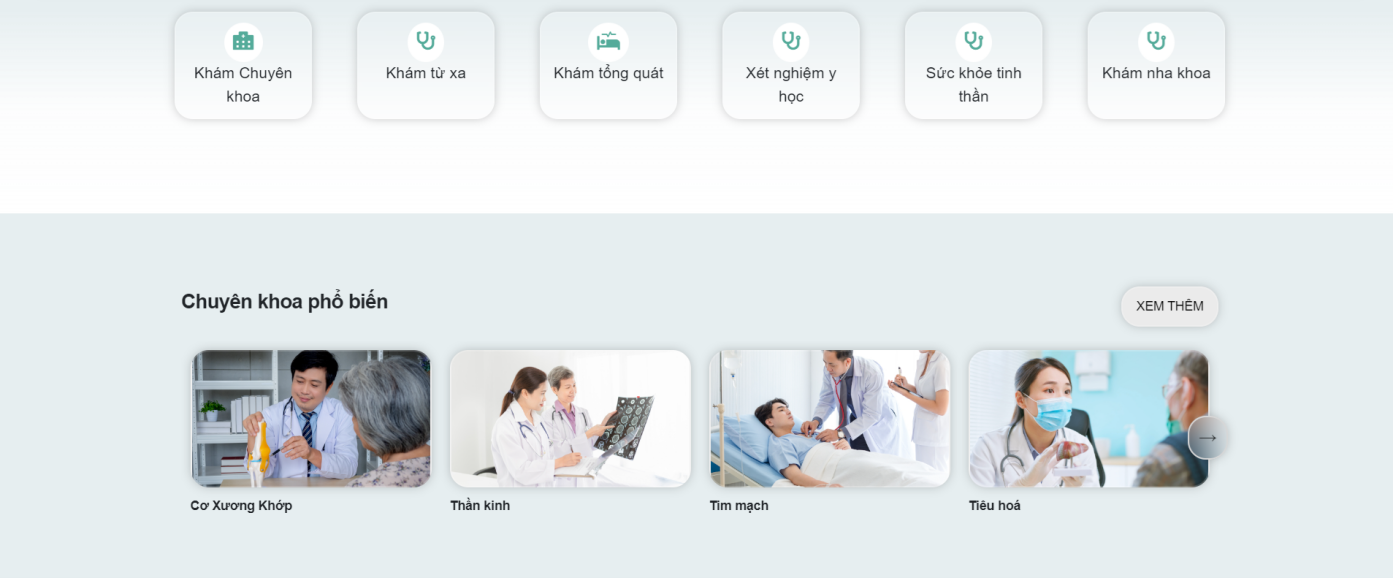 Khám Chuyên
khoa
Khám từ xa
Khám tổng quát
Xét nghiệm y
học
Sức khỏe tinh
thần
Khám nha khoa
Chuyên khoa phổ biến
XEM THÊM
Cơ Xương Khớp
Thần kinh
Tim mạch
Tiêu hoá